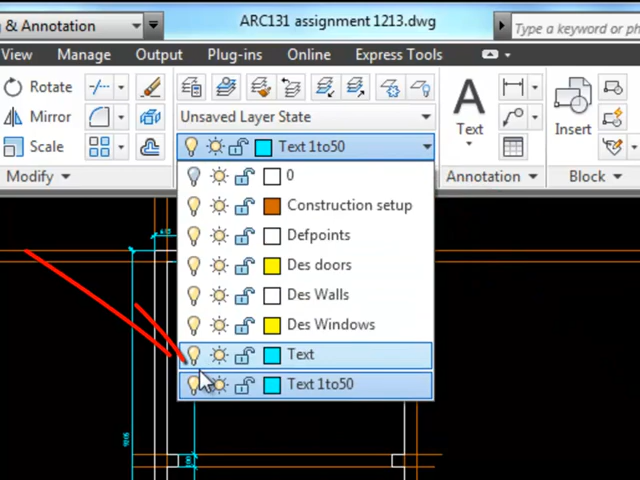 & Annotation
ARC131 assignment 1213.dwg
Type a keyword or ph
View Manage Output Plug-ins Online Express Tools
Rotate
Mirror
Scale
Modify
Unsaved Layer State
Text 1to50
0
Construction setup
Defpoints
Des doors
Des Walls
Des Windows
Text
Text 1to50
A
Text
Annotation
Insert
Block